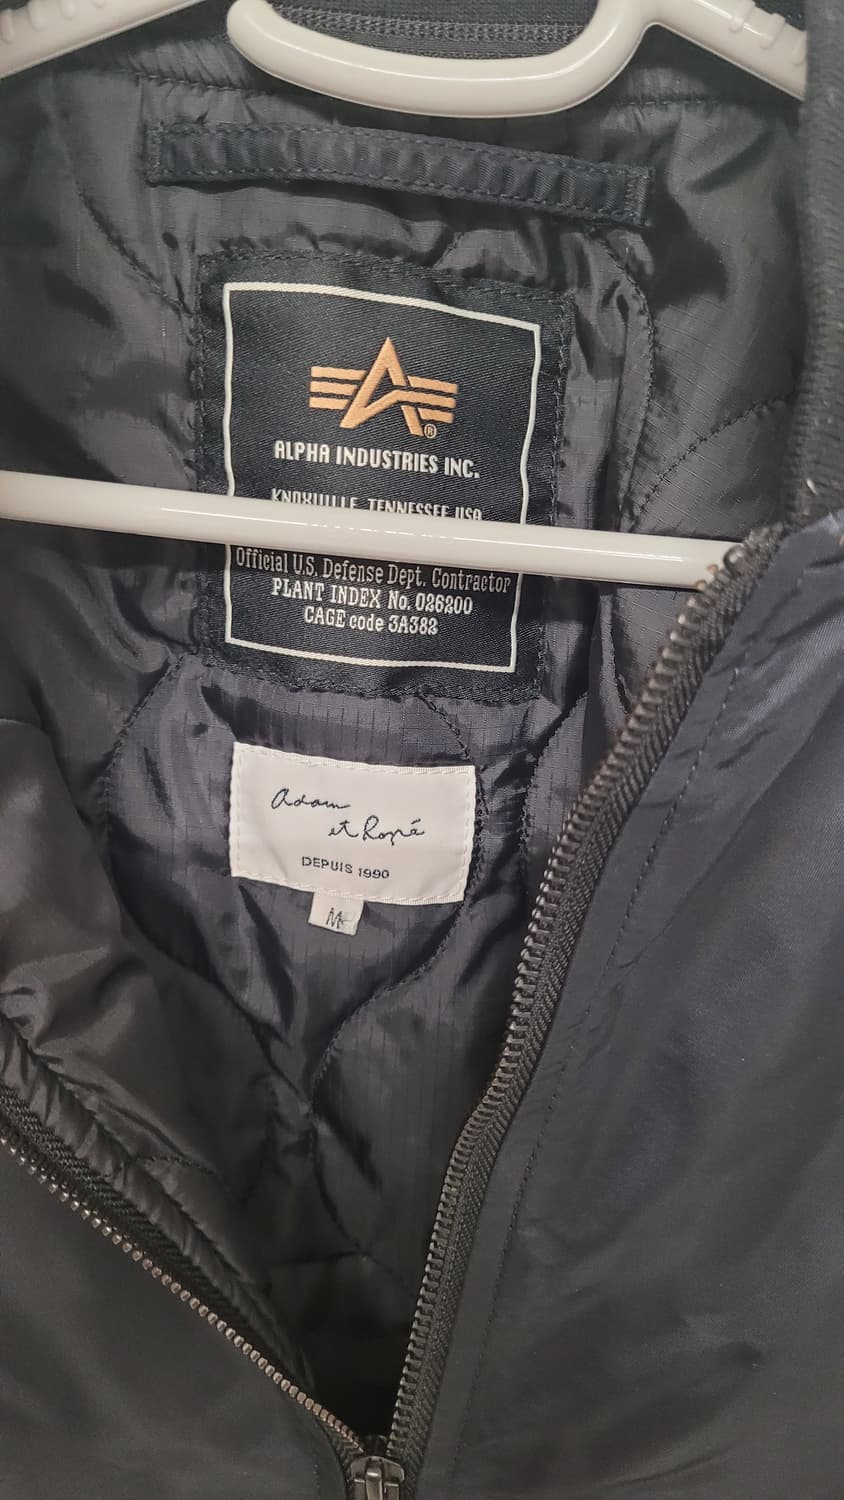 ®
ALPHA INDUSTRIES INC.
KNOXVILLE, TENNESSEE USA
Official U.S. Defense Dept. Contractor
PLANT INDEX No. 026200
CAGE code 3A382
adam
et Ropé
DEPUIS 1990
M